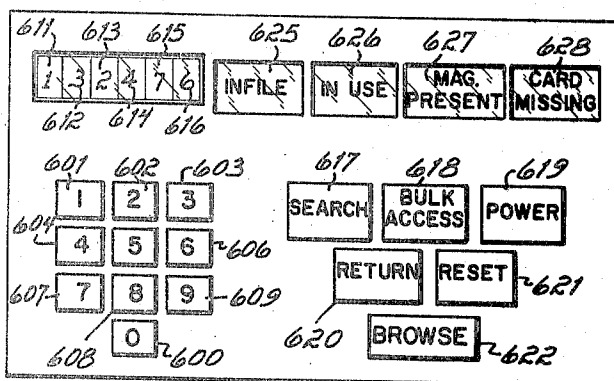 611 613 615 625 626 627 628
1 3 2 4 7 6 INFILE IN USE MAG. PRESENT CARD MISSING
612 614 616
601 602 603 617 618 619
1 2 3 SEARCH BULK ACCESS POWER
604 4 5 6 606
RETURN RESET
607 7 8 9 609 621
608 0 600 620 BROWSE 622